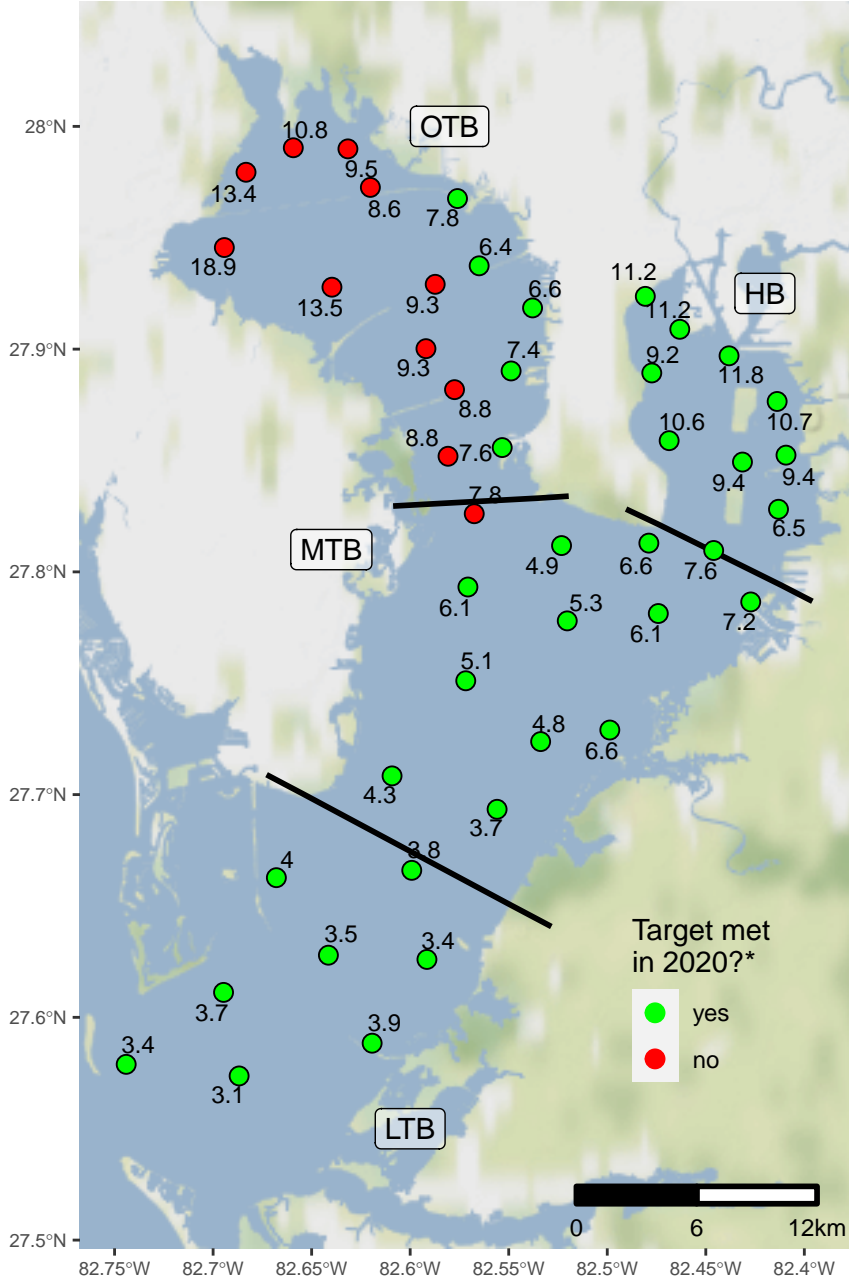 28°N
27.9°N
27.8°N
27.7°N
27.6°N
27.5°N
OTB
10.8
9.5
13.4
8.6
7.8
18.9
6.4
13.5
9.3
6.6
11.2
HB
11.2
9.3
7.4
9.2
11.8
8.8
10.7
8.8
7.6
10.6
9.4
9.4
7.8
6.5
MTB
4.9
6.6
7.6
6.1
5.3
6.1
7.2
5.1
4.8
6.6
4.3
3.7
3.8
4
3.5
3.4
3.7
3.9
3.4
3.1
LTB
Target met
in 2020?*
yes
no
0 6 12km
82.75°W 82.7°W 82.65°W 82.6°W 82.55°W 82.5°W 82.45°W 82.4°W